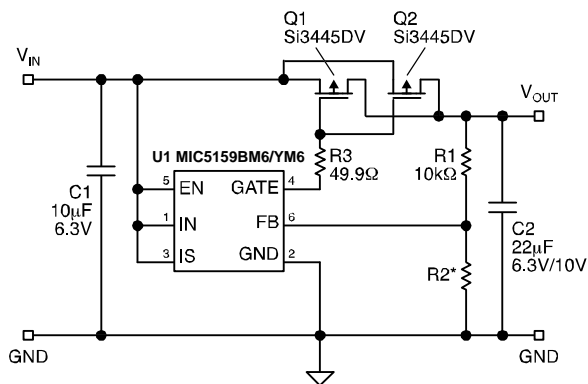 Q1
Si3445DV
Q2
Si3445DV
VIN
VOUT
U1 MIC5159BM6/YM6
R3
49.9Ω
R1
10kΩ
C1
10μF
6.3V
5
EN
GATE
4
1
IN
FB
6
3
IS
GND
2
C2
22μF
6.3V/10V
R2*
GND
GND